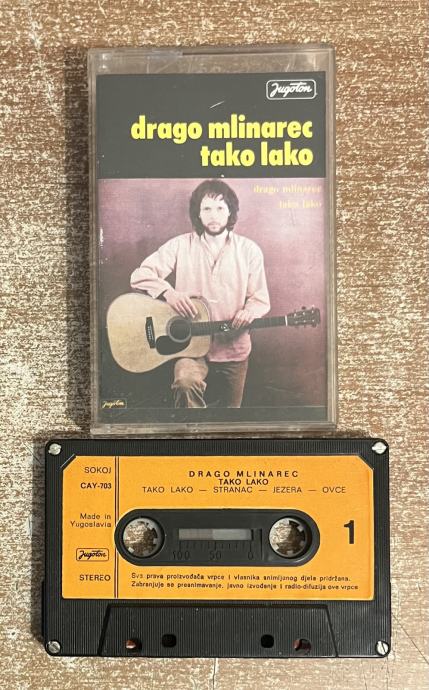 Jugoton
drago mlinarec
tako lako
drago mlinarec
tako lako
Jugoton
SOKOJ
CAY-703
DRAGO MLINAREC
TAKO LAKO
TAKO LAKO — STRANAC — JEZERA — OVCE
Made in
Yugoslavia
1
100 50 0
Jugoton
STEREO
Sva prava proizvođača vrpce i vlasnika snimljenog djela pridržana.
Zabranjuje se presnimavanje, javno izvođenje i radio-difuzija ove vrpce